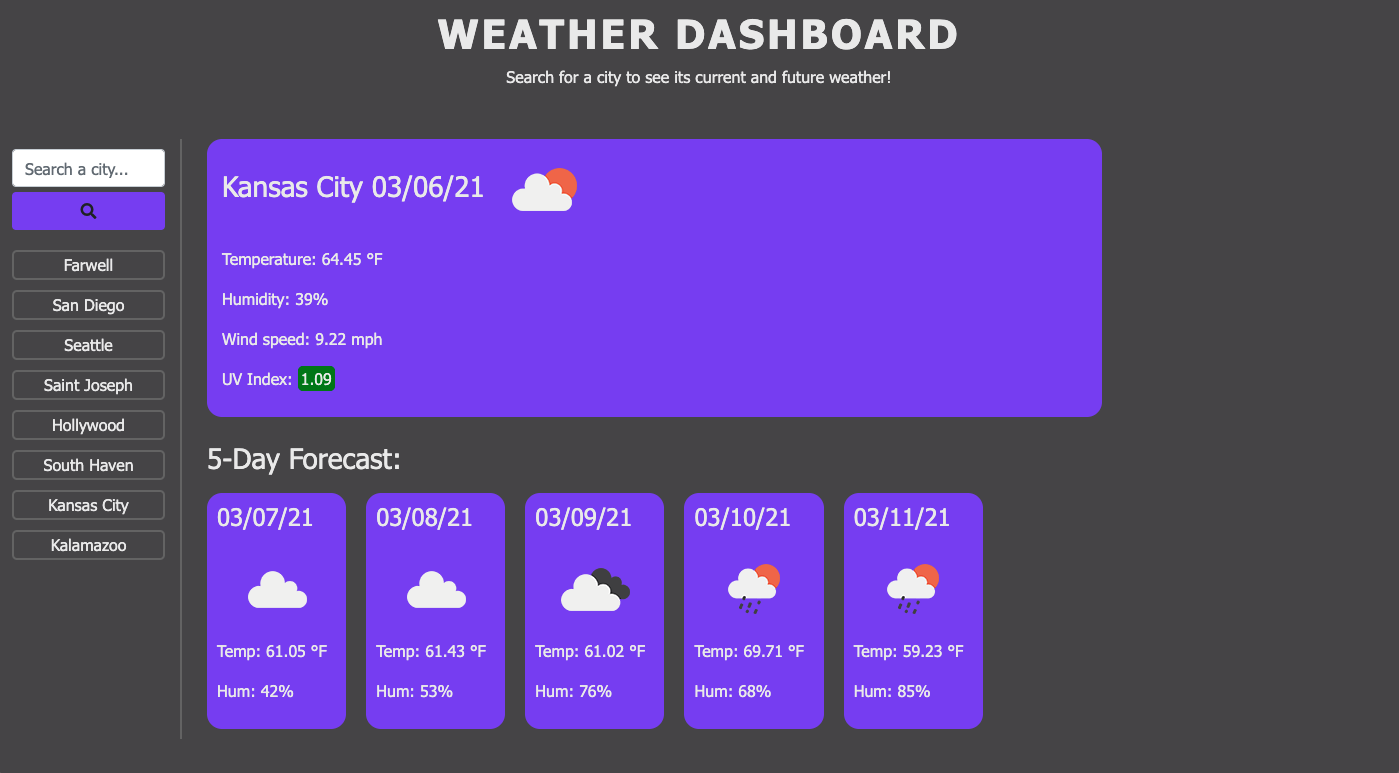 WEATHER DASHBOARD
Search for a city to see its current and future weather!
Search a city...
Farwell
San Diego
Seattle
Saint Joseph
Hollywood
South Haven
Kansas City
Kalamazoo
Kansas City 03/06/21
Temperature: 64.45 °F
Humidity: 39%
Wind speed: 9.22 mph
UV Index: 1.09
5-Day Forecast:
03/07/21
Temp: 61.05 °F
Hum: 42%
03/08/21
Temp: 61.43 °F
Hum: 53%
03/09/21
Temp: 61.02 °F
Hum: 76%
03/10/21
Temp: 69.71 °F
Hum: 68%
03/11/21
Temp: 59.23 °F
Hum: 85%